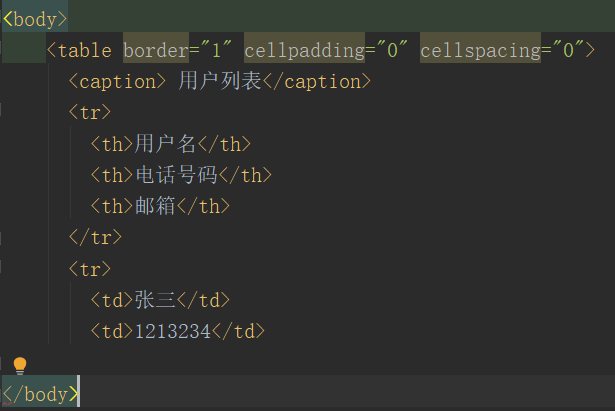 <body>
<table border="1" cellpadding="0" cellspacing="0">
<caption> 用户列表</caption>
<tr>
<th>用户名</th>
<th>电话号码</th>
<th>邮箱</th>
</tr>
<tr>
<td>张三</td>
<td>1213234</td>
</body>